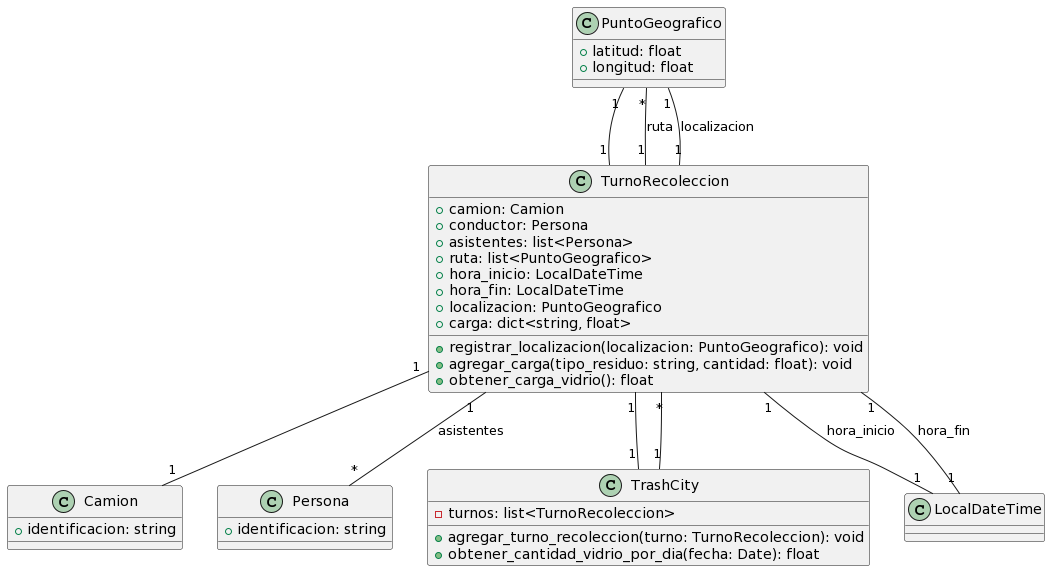 C PuntoGeografico
latitud: float
longitud: float
1 * 1
ruta localizacion
1 1 1
C TurnoRecoleccion
camion: Camion
conductor: Persona
asistentes: list<Persona>
ruta: list<PuntoGeografico>
hora_inicio: LocalDateTime
hora_fin: LocalDateTime
localizacion: PuntoGeografico
carga: dict<string, float>
registrar_localizacion(localizacion: PuntoGeografico): void
agregar_carga(tipo_residuo: string, cantidad: float): void
obtener_carga_vidrio(): float
1
1 1 * 1 1
asistentes hora_inicio hora_fin
1 * 1 1 1 1
C Camion
identificacion: string
C Persona
identificacion: string
C TrashCity
turnos: list<TurnoRecoleccion>
agregar_turno_recoleccion(turno: TurnoRecoleccion): void
obtener_cantidad_vidrio_por_dia(fecha: Date): float
C LocalDateTime